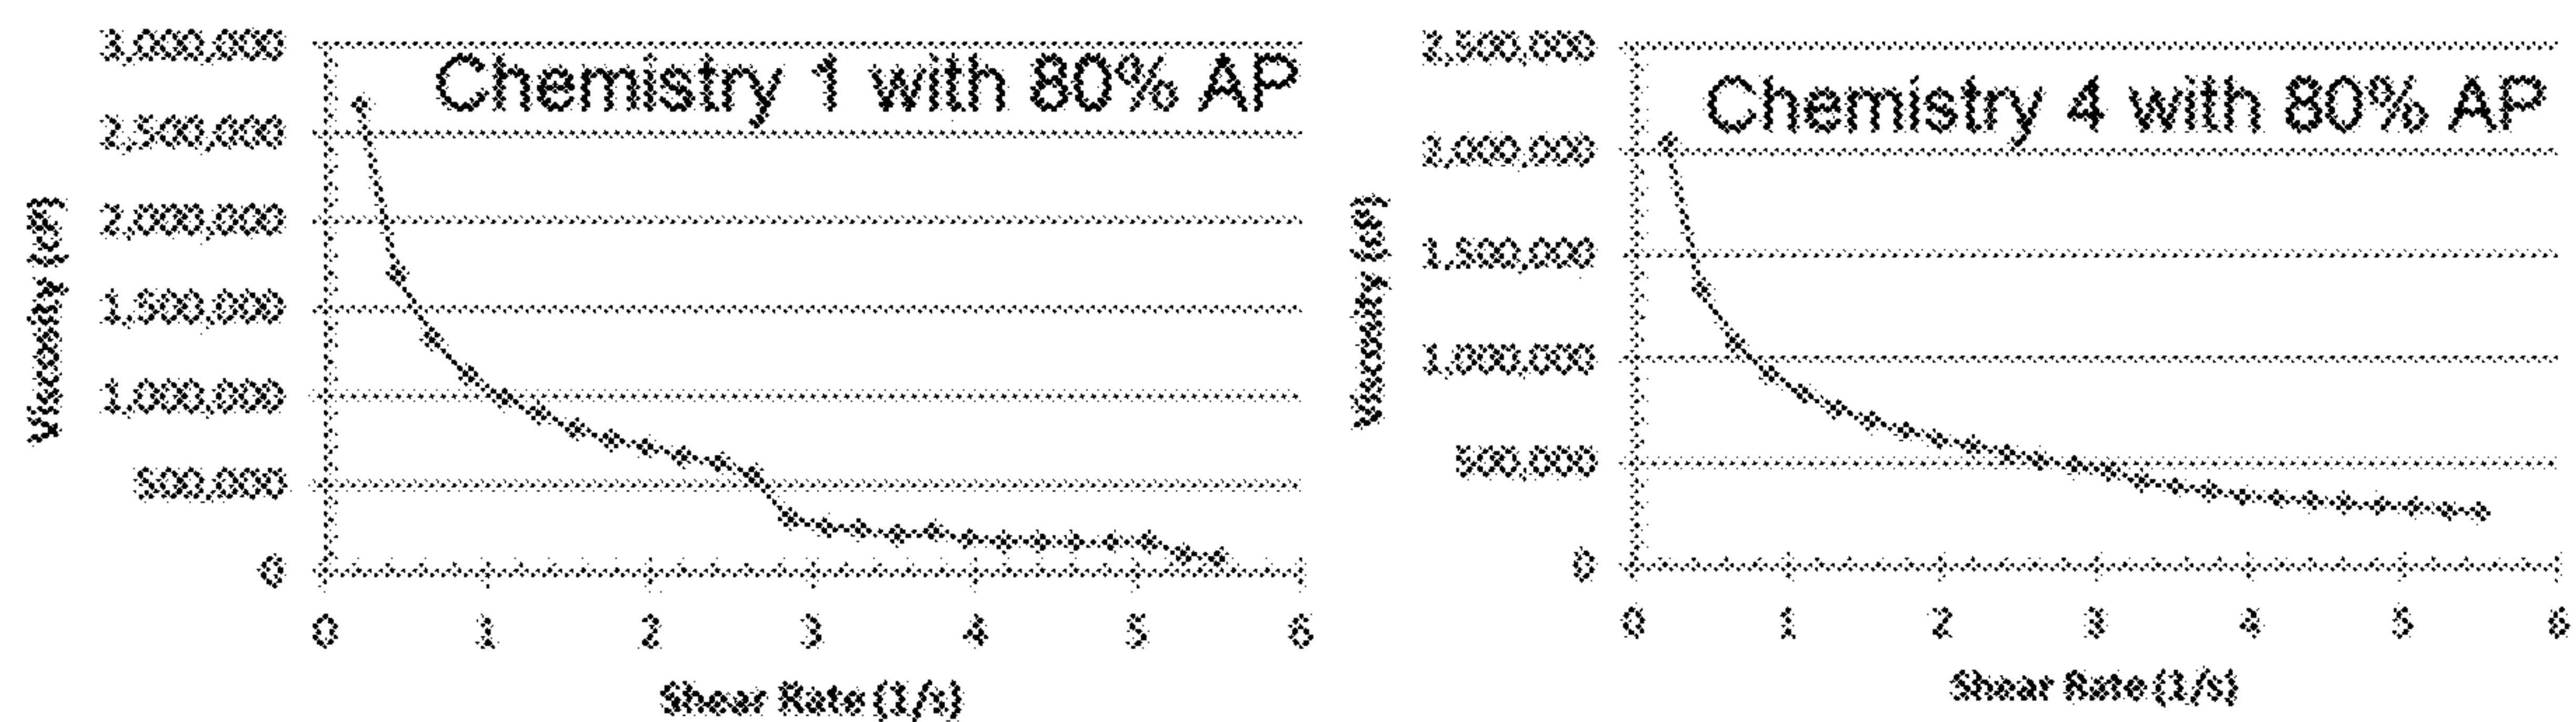 Chemistry 1 with 80% AP
Viscosity (cP)
3,000,000
2,500,000
2,000,000
1,500,000
1,000,000
500,000
0
0 1 2 3 4 5 6
Shear Rate (1/s)
Chemistry 4 with 80% AP
Viscosity (cP)
2,500,000
2,000,000
1,500,000
1,000,000
500,000
0
0 1 2 3 4 5 6
Shear Rate (1/s)